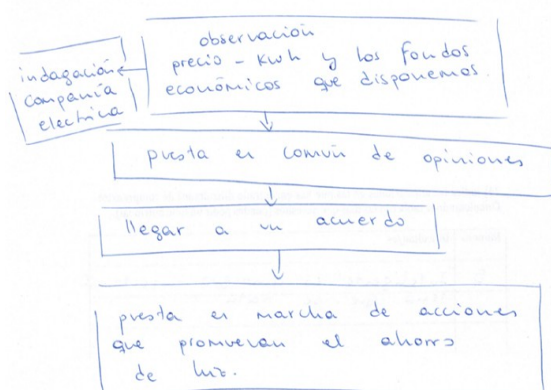 observación
precio - Kwh y los fondos
económicos que disponemos.
indagación
compañía
electrica
puesta en común de opiniones
llegar a un acuerdo
puesta en marcha de acciones
que promuevan el ahorro
de luz.